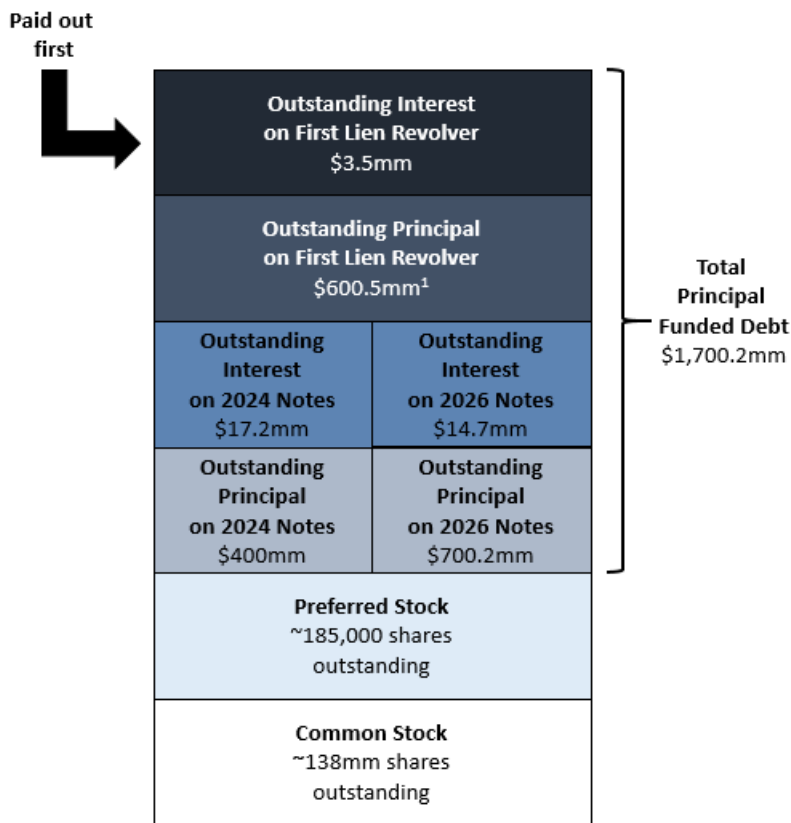 Paid out
first
Outstanding Interest
on First Lien Revolver
$3.5mm
Outstanding Principal
on First Lien Revolver
$600.5mm¹
Outstanding
Interest
on 2024 Notes
$17.2mm
Outstanding
Interest
on 2026 Notes
$14.7mm
Outstanding
Principal
on 2024 Notes
$400mm
Outstanding
Principal
on 2026 Notes
$700.2mm
Total
Principal
Funded Debt
$1,700.2mm
Preferred Stock
~185,000 shares
outstanding
Common Stock
~138mm shares
outstanding